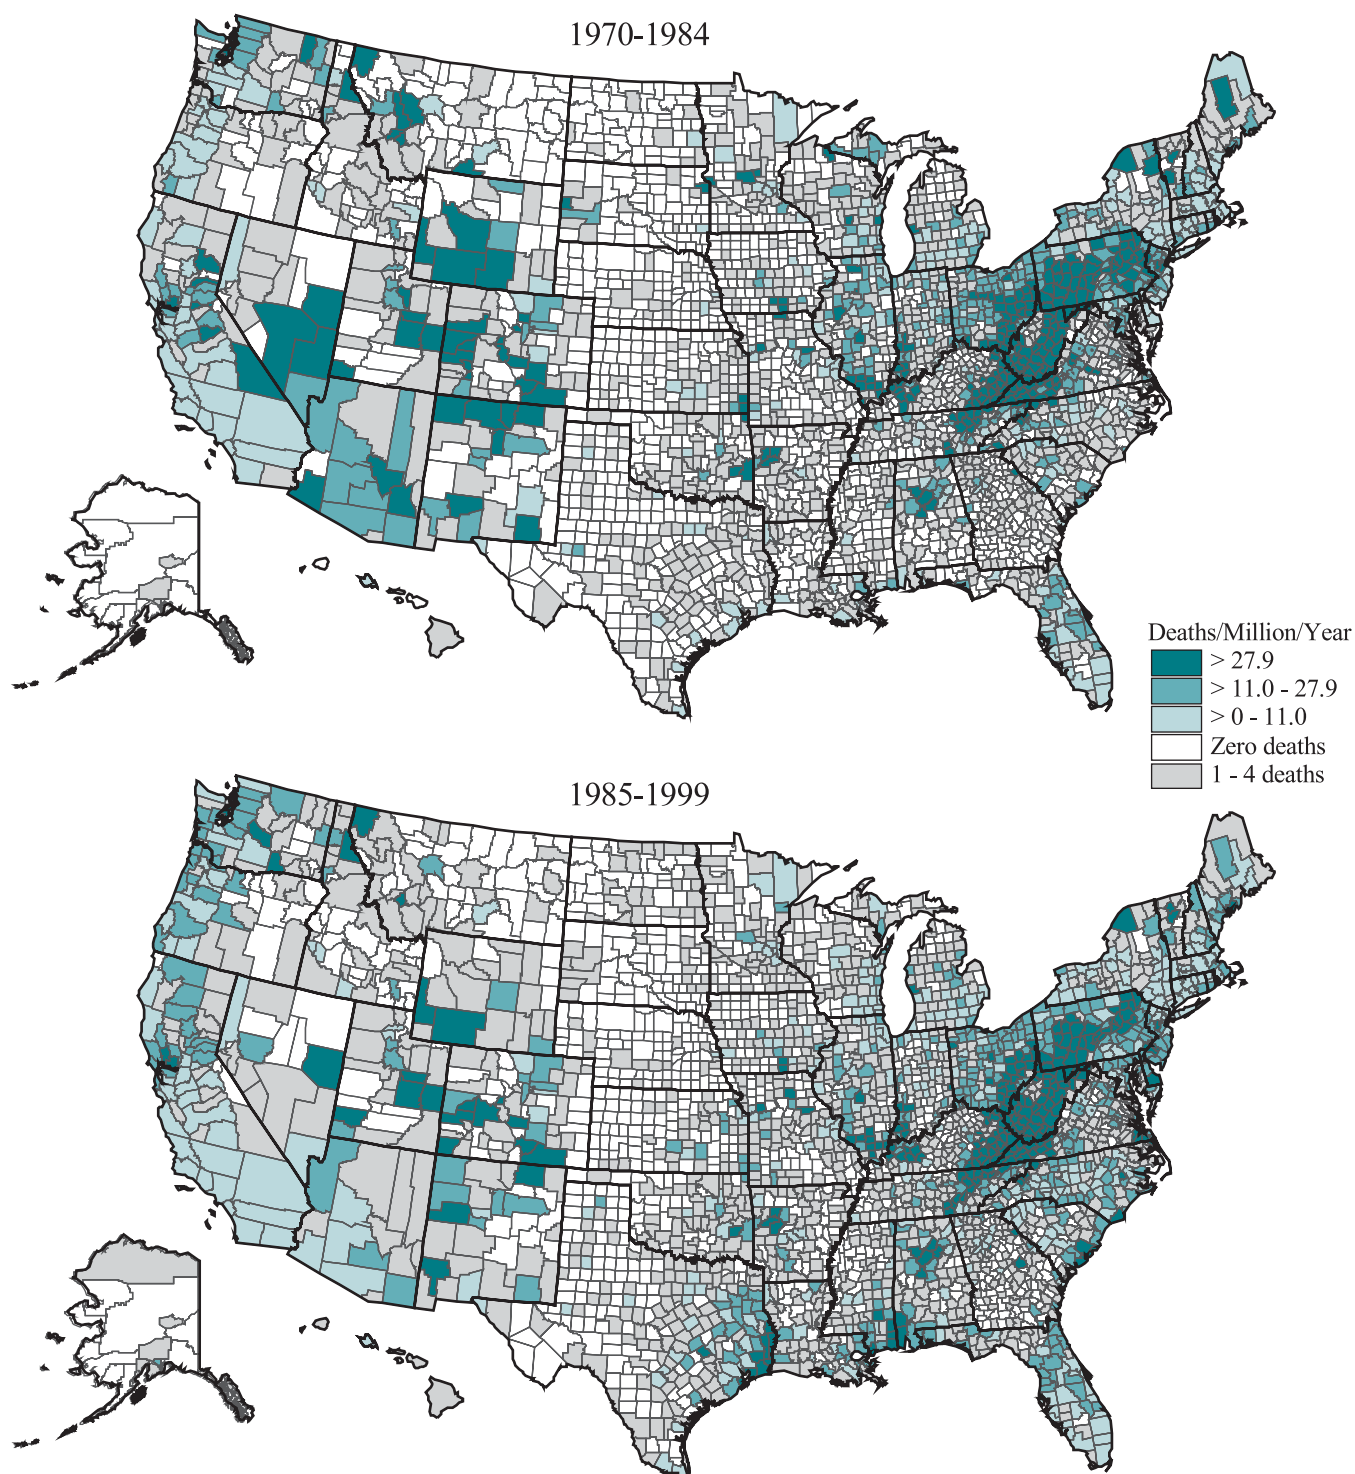 1970-1984
Deaths/Million/Year
> 27.9
> 11.0 - 27.9
> 0 - 11.0
Zero deaths
1 - 4 deaths
1985-1999